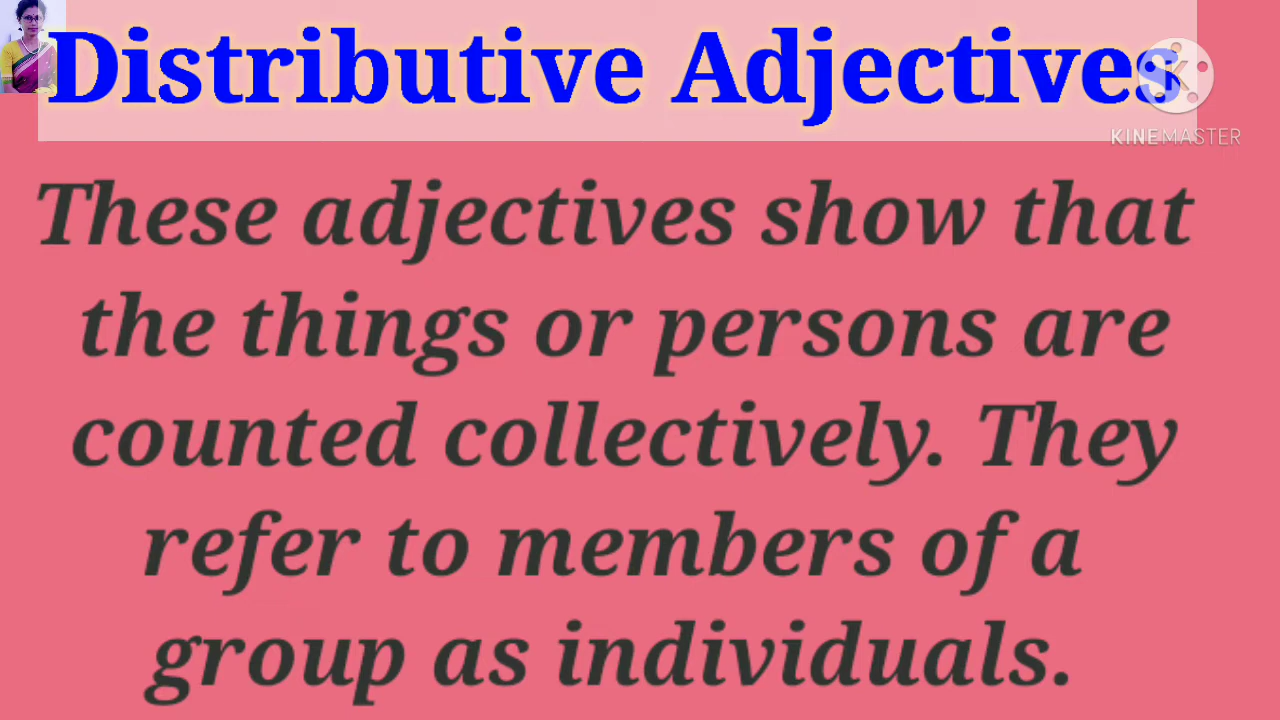 Distributive Adjectives
K
KINEMASTER
These adjectives show that
the things or persons are
counted collectively. They
refer to members of a
group as individuals.